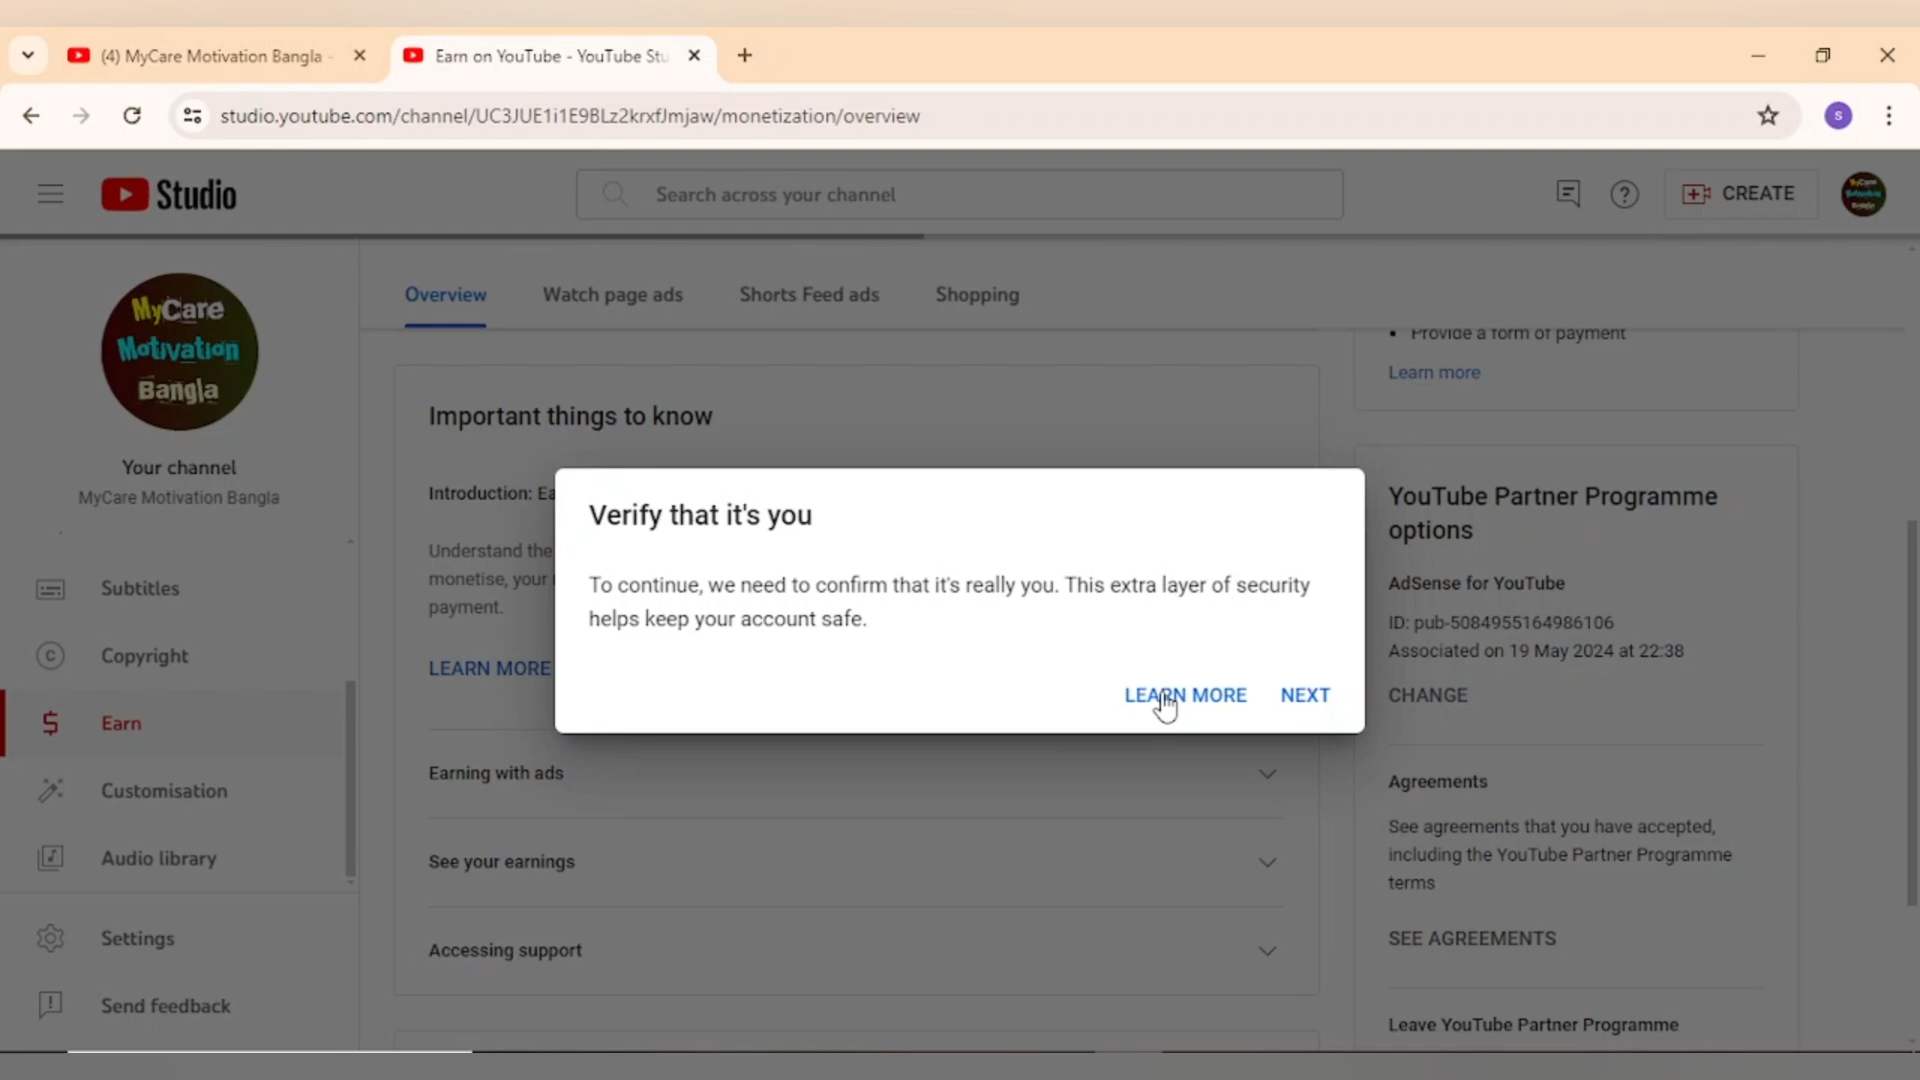 (4) MyCare Motivation Bangla -
Earn on YouTube - YouTube Stu
studio.youtube.com/channel/UC3JUE1i1E9BLz2krxfJmjaw/monetization/overview
S
Studio
Search across your channel
CREATE
MyCare
Motivation
Bangla
MyCare
Motivation
Bangla
Your channel
MyCare Motivation Bangla
Subtitles
Copyright
Earn
Customisation
Audio library
Settings
Send feedback
Overview
Watch page ads
Shorts Feed ads
Shopping
Important things to know
Introduction: Ea
Understand the
monetise, your
payment.
LEARN MORE
Earning with ads
See your earnings
Accessing support
Verify that it's you
To continue, we need to confirm that it's really you. This extra layer of security
helps keep your account safe.
LEARN MORE
NEXT
• Provide a form of payment
Learn more
YouTube Partner Programme
options
AdSense for YouTube
ID: pub-5084955164986106
Associated on 19 May 2024 at 22:38
CHANGE
Agreements
See agreements that you have accepted,
including the YouTube Partner Programme
terms
SEE AGREEMENTS
Leave YouTube Partner Programme